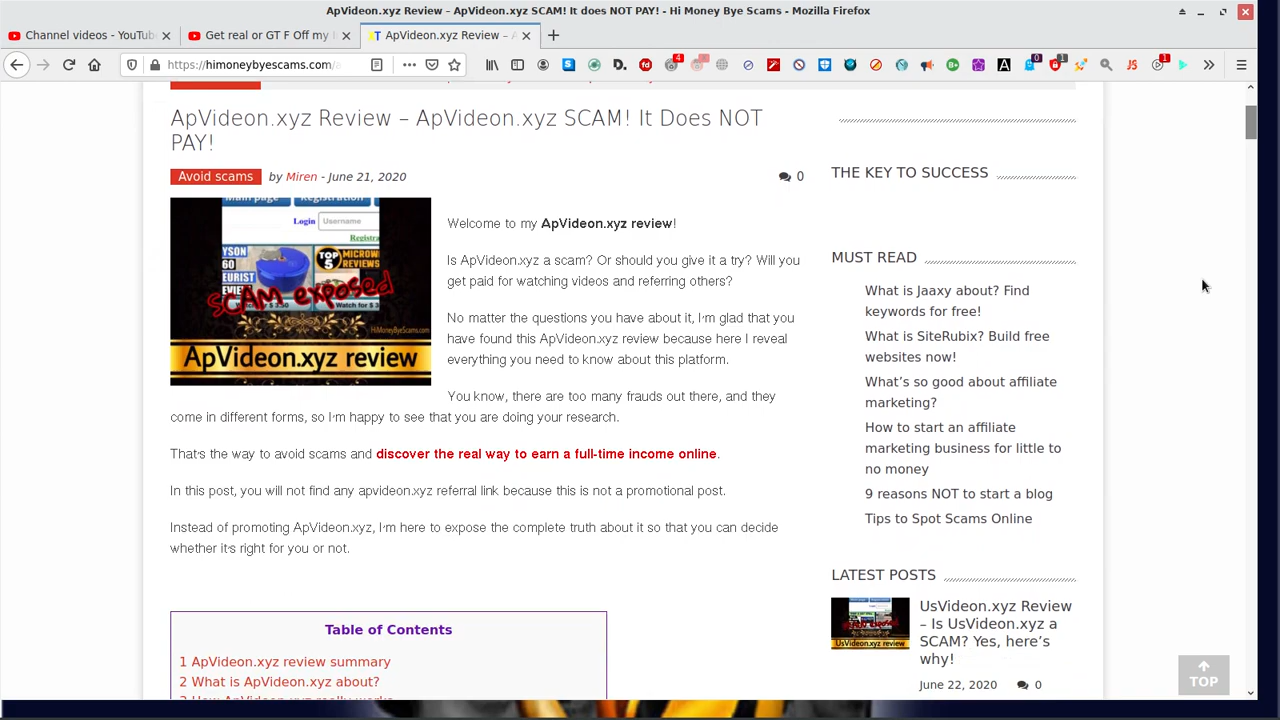 ApVideon.xyz Review – ApVideon.xyz SCAM! It does NOT PAY! - Hi Money Bye Scams - Mozilla Firefox
Channel videos - YouTube
Get real or GT F Off my
ApVideon.xyz Review –
https://himoneybyescams.com/a
ApVideon.xyz Review – ApVideon.xyz SCAM! It Does NOT
PAY!
Avoid scams by Miren - June 21, 2020
0
Main page Registration
Login Username
TOP
5
REVIEWS
Watch for $ 3.50
SCAM exposed
HiMoneyByeScams.com
ApVideon.xyz review
Welcome to my ApVideon.xyz review!
Is ApVideon.xyz a scam? Or should you give it a try? Will you
get paid for watching videos and referring others?
No matter the questions you have about it, I'm glad that you
have found this ApVideon.xyz review because here I reveal
everything you need to know about this platform.
You know, there are too many frauds out there, and they
come in different forms, so I'm happy to see that you are doing your research.
That's the way to avoid scams and discover the real way to earn a full-time income online.
In this post, you will not find any apvideon.xyz referral link because this is not a promotional post.
Instead of promoting ApVideon.xyz, I'm here to expose the complete truth about it so that you can decide
whether it's right for you or not.
Table of Contents
1 ApVideon.xyz review summary
2 What is ApVideon.xyz about?
3 How ApVideon.xyz really works
THE KEY TO SUCCESS
MUST READ
What is Jaaxy about? Find
keywords for free!
What is SiteRubix? Build free
websites now!
What's so good about affiliate
marketing?
How to start an affiliate
marketing business for little to
no money
9 reasons NOT to start a blog
Tips to Spot Scams Online
LATEST POSTS
UsVideon.xyz review
UsVideon.xyz Review
– Is UsVideon.xyz a
SCAM? Yes, here's
why!
June 22, 2020 0
TOP